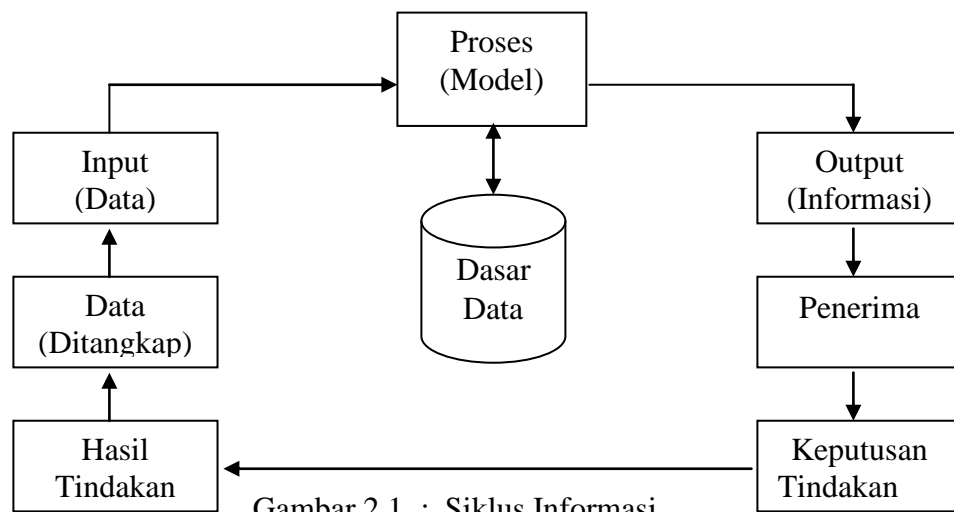 Proses
(Model)
Input
(Data)
Output
(Informasi)
Dasar
Data
Data
(Ditangkap)
Penerima
Hasil
Tindakan
Keputusan
Tindakan
Gambar 2.1 : Siklus Informasi